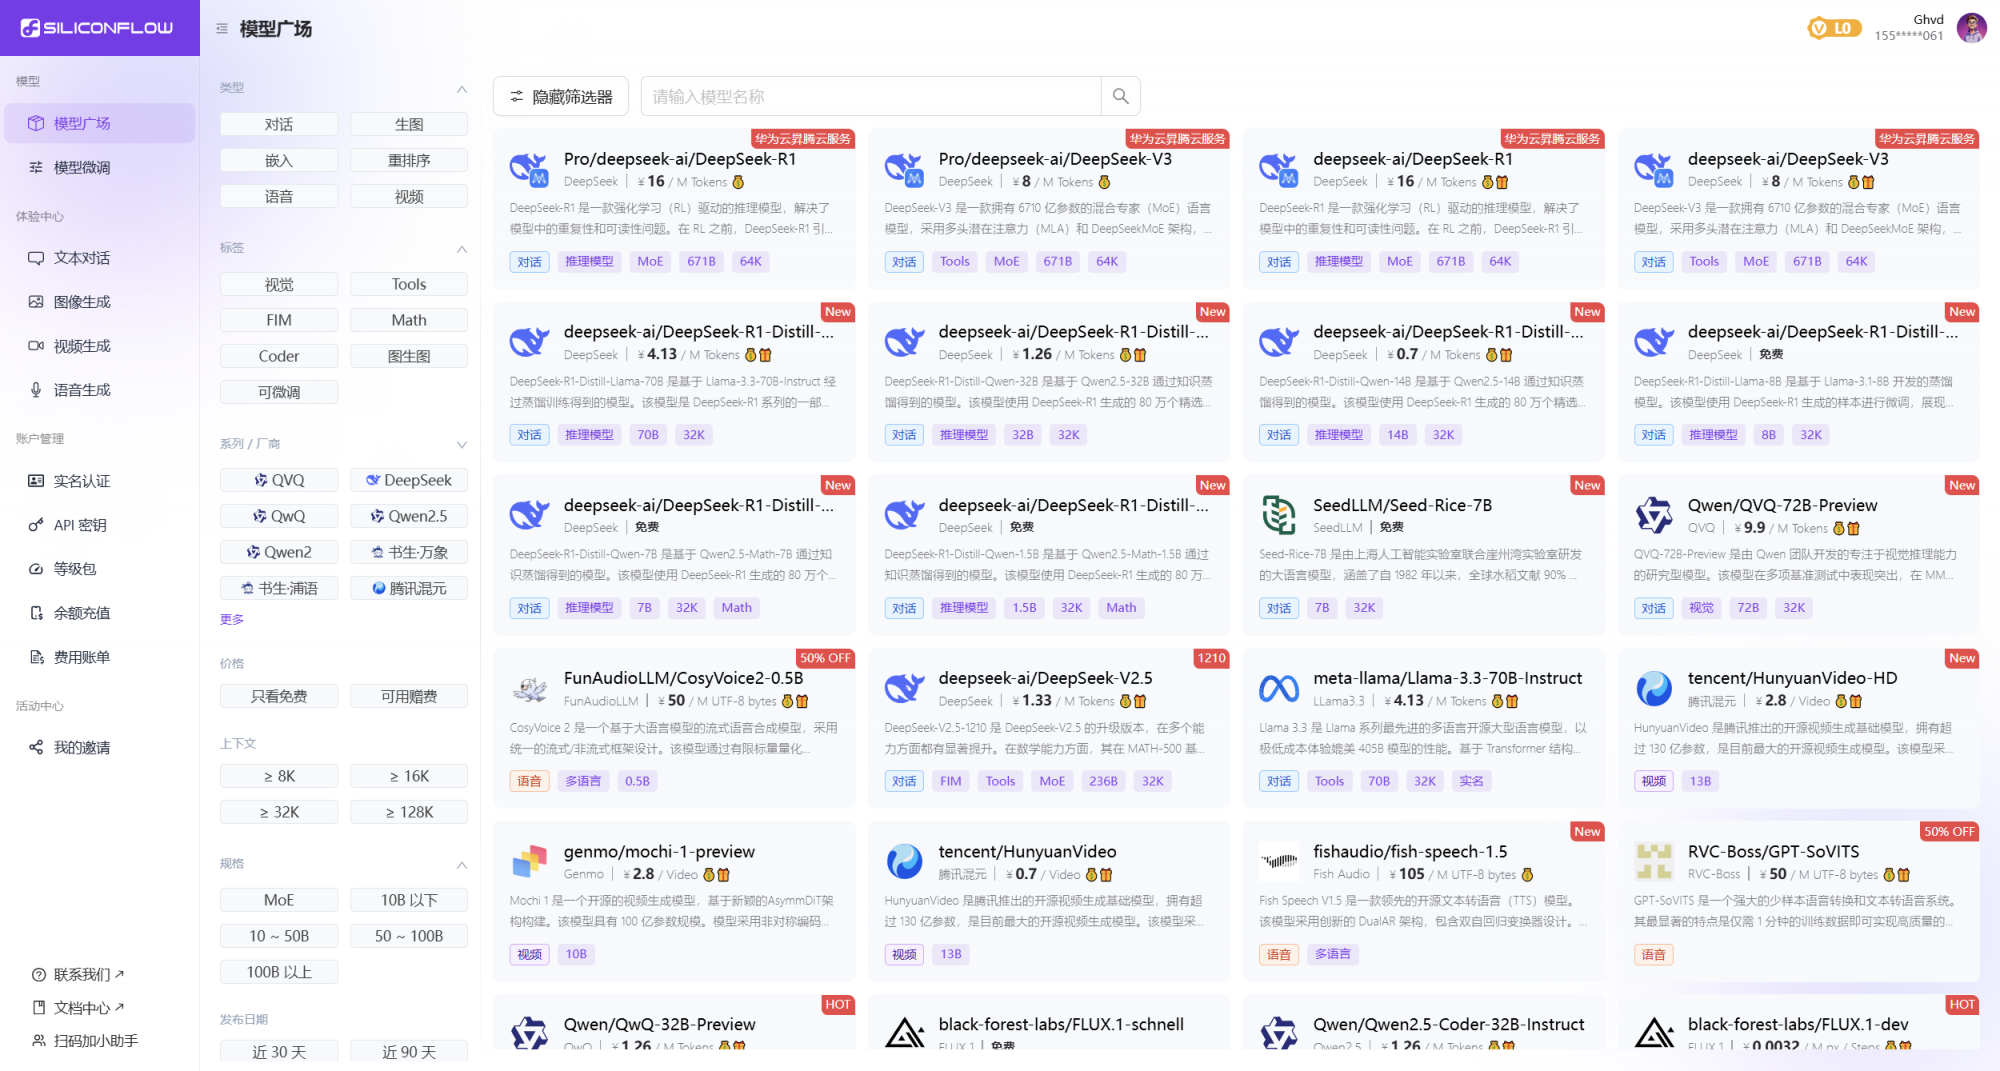 SILICONFLOW
模型广场
L0
Ghvd
155*****061
模型
模型广场
模型微调
体验中心
文本对话
图像生成
视频生成
语音生成
账户管理
实名认证
API 密钥
等级包
余额充值
费用账单
活动中心
我的邀请
联系我们
文档中心
扫码加小助手
类型
对话
生图
嵌入
重排序
语音
视频
标签
视觉
Tools
FIM
Math
Coder
图生图
可微调
系列 / 厂商
QVQ
DeepSeek
QwQ
Qwen2.5
Qwen2
书生·万象
书生·浦语
腾讯混元
更多
价格
只看免费
可用赠费
上下文
≥ 8K
≥ 16K
≥ 32K
≥ 128K
规格
MoE
10B 以下
10 ~ 50B
50 ~ 100B
100B 以上
发布日期
近 30 天
近 90 天
隐藏筛选器
请输入模型名称
华为云昇腾云服务
Pro/deepseek-ai/DeepSeek-R1
DeepSeek | ¥ 16 / M Tokens
DeepSeek-R1 是一款强化学习（RL）驱动的推理模型，解决了
模型中的重复性和可读性问题。在 RL 之前，DeepSeek-R1 引...
对话 推理模型 MoE 671B 64K
华为云昇腾云服务
Pro/deepseek-ai/DeepSeek-V3
DeepSeek | ¥ 8 / M Tokens
DeepSeek-V3 是一款拥有 6710 亿参数的混合专家（MoE）语言
模型，采用多头潜在注意力（MLA）和 DeepSeekMoE 架构，...
对话 Tools MoE 671B 64K
华为云昇腾云服务
deepseek-ai/DeepSeek-R1
DeepSeek | ¥ 16 / M Tokens
DeepSeek-R1 是一款强化学习（RL）驱动的推理模型，解决了
模型中的重复性和可读性问题。在 RL 之前，DeepSeek-R1 引...
对话 推理模型 MoE 671B 64K
华为云昇腾云服务
deepseek-ai/DeepSeek-V3
DeepSeek | ¥ 8 / M Tokens
DeepSeek-V3 是一款拥有 6710 亿参数的混合专家（MoE）语言
模型，采用多头潜在注意力（MLA）和 DeepSeekMoE 架构，...
对话 Tools MoE 671B 64K
New
deepseek-ai/DeepSeek-R1-Distill-...
DeepSeek | ¥ 4.13 / M Tokens
DeepSeek-R1-Distill-Llama-70B 是基于 Llama-3.3-70B-Instruct 经
过蒸馏训练得到的模型。该模型是 DeepSeek-R1 系列的一部...
对话 推理模型 70B 32K
New
deepseek-ai/DeepSeek-R1-Distill-...
DeepSeek | ¥ 1.26 / M Tokens
DeepSeek-R1-Distill-Qwen-32B 是基于 Qwen2.5-32B 通过知识蒸
馏得到的模型。该模型使用 DeepSeek-R1 生成的 80 万个精选...
对话 推理模型 32B 32K
New
deepseek-ai/DeepSeek-R1-Distill-...
DeepSeek | ¥ 0.7 / M Tokens
DeepSeek-R1-Distill-Qwen-14B 是基于 Qwen2.5-14B 通过知识蒸
馏得到的模型。该模型使用 DeepSeek-R1 生成的 80 万个精选...
对话 推理模型 14B 32K
New
deepseek-ai/DeepSeek-R1-Distill-...
DeepSeek | 免费
DeepSeek-R1-Distill-Llama-8B 是基于 Llama-3.1-8B 开发的蒸馏
模型。该模型使用 DeepSeek-R1 生成的样本进行微调，展现...
对话 推理模型 8B 32K
New
deepseek-ai/DeepSeek-R1-Distill-...
DeepSeek | 免费
DeepSeek-R1-Distill-Qwen-7B 是基于 Qwen2.5-Math-7B 通过知
识蒸馏得到的模型。该模型使用 DeepSeek-R1 生成的 80 万个...
对话 推理模型 7B 32K Math
New
deepseek-ai/DeepSeek-R1-Distill-...
DeepSeek | 免费
DeepSeek-R1-Distill-Qwen-1.5B 是基于 Qwen2.5-Math-1.5B 通过
知识蒸馏得到的模型。该模型使用 DeepSeek-R1 生成的 80 万...
对话 推理模型 1.5B 32K Math
New
SeedLLM/Seed-Rice-7B
SeedLLM | 免费
Seed-Rice-7B 是由上海人工智能实验室联合崖州湾实验室研发
的大语言模型，涵盖了自 1982 年以来，全球水稻文献 90% ...
对话 7B 32K
New
Qwen/QVQ-72B-Preview
QVQ | ¥ 9.9 / M Tokens
QVQ-72B-Preview 是由 Qwen 团队开发的专注于视觉推理能力
的研究型模型。该模型在多项基准测试中表现突出，在 MM...
对话 视觉 72B 32K
50% OFF
FunAudioLLM/CosyVoice2-0.5B
FunAudioLLM | ¥ 50 / M UTF-8 bytes
CosyVoice 2 是一个基于大语言模型的流式语音合成模型，采用
统一的流式/非流式框架设计。该模型通过有限标量量化...
语音 多语言 0.5B
1210
deepseek-ai/DeepSeek-V2.5
DeepSeek | ¥ 1.33 / M Tokens
DeepSeek-V2.5-1210 是 DeepSeek-V2.5 的升级版本，在多个能
力方面都有显著提升。在数学能力方面，其在 MATH-500 基...
对话 FIM Tools MoE 236B 32K
meta-llama/Llama-3.3-70B-Instruct
LLama3.3 | ¥ 4.13 / M Tokens
Llama 3.3 是 Llama 系列最先进的多语言开源大型语言模型，以
极低成本体验媲美 405B 模型的性能。基于 Transformer 结构...
对话 Tools 70B 32K 实名
New
tencent/HunyuanVideo-HD
腾讯混元 | ¥ 2.8 / Video
HunyuanVideo 是腾讯推出的开源视频生成基础模型，拥有超
过 130 亿参数，是目前最大的开源视频生成模型。该模型采...
视频 13B
genmo/mochi-1-preview
Genmo | ¥ 2.8 / Video
Mochi 1 是一个开源的视频生成模型，基于新颖的AsymmDiT架
构构建。该模型具有 100 亿参数规模。模型采用非对称编码...
视频 10B
tencent/HunyuanVideo
腾讯混元 | ¥ 0.7 / Video
HunyuanVideo 是腾讯推出的开源视频生成基础模型，拥有超
过 130 亿参数，是目前最大的开源视频生成模型。该模型采...
视频 13B
New
fishaudio/fish-speech-1.5
Fish Audio | ¥ 105 / M UTF-8 bytes
Fish Speech V1.5 是一款领先的开源文本转语音（TTS）模型。
该模型采用创新的 DualAR 架构，包含双自回归变换器设计。...
语音 多语言
50% OFF
RVC-Boss/GPT-SoVITS
RVC-Boss | ¥ 50 / M UTF-8 bytes
GPT-SoVITS 是一个强大的少样本语音转换和文本转语音系统。
其最显著的特点是仅需 1 分钟的训练数据即可实现高质量的...
语音
HOT
Qwen/QwQ-32B-Preview
QwQ | ¥ 1.26 / M Tokens
black-forest-labs/FLUX.1-schnell
FLUX.1 | 免费
Qwen/Qwen2.5-Coder-32B-Instruct
Qwen2.5 | ¥ 1.26 / M Tokens
HOT
black-forest-labs/FLUX.1-dev
FLUX.1 | ¥ 0.0032 / M px / Steps